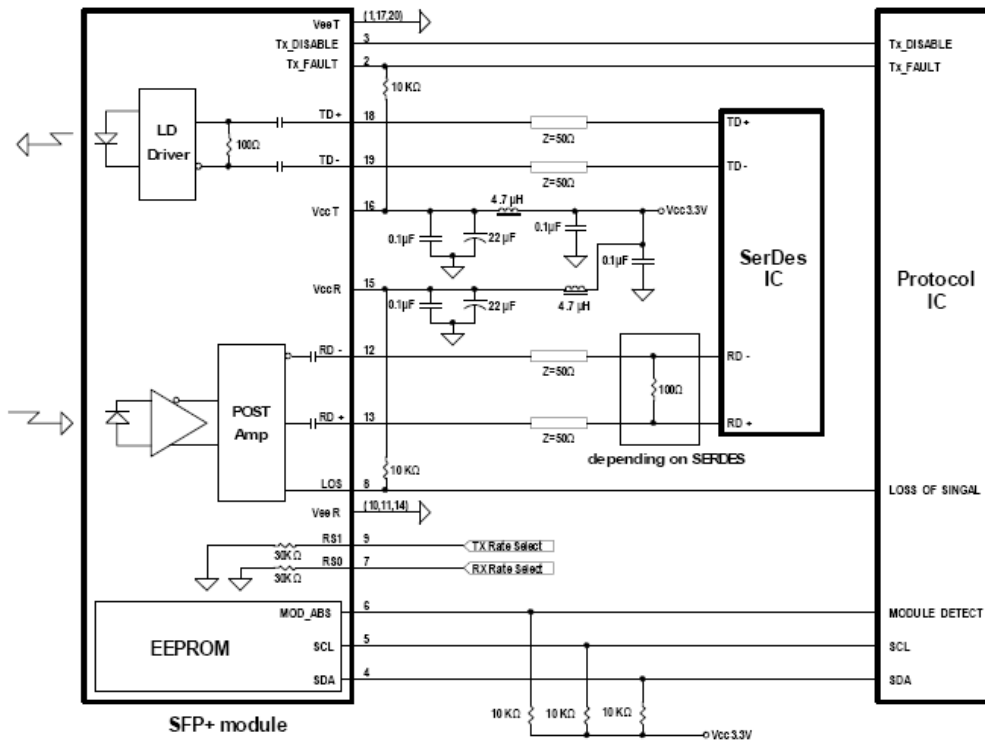 VeeT
(1,17,20)
Tx_DISABLE
3
Tx_DISABLE
Tx_FAULT
2
Tx_FAULT
10 KΩ
LD
Driver
100Ω
TD+
18
Z=50Ω
TD+
TD-
19
Z=50Ω
TD-
VccT
16
4.7 µH
Vcc3.3V
0.1µF
22 µF
0.1µF
0.1µF
SerDes
IC
Protocol
IC
VccR
15
0.1µF
22 µF
4.7 µH
RD -
12
Z=50Ω
RD -
100Ω
POST
Amp
RD +
13
Z=50Ω
RD +
depending on SERDES
10 KΩ
LOS
8
LOSS OF SINGAL
VeeR
(10,11,14)
RS1
9
TX Rate Select
30KΩ
RS0
7
RX Rate Select
30KΩ
EEPROM
MOD_ABS
6
MODULE DETECT
SCL
5
SCL
SDA
4
SDA
10 KΩ
10 KΩ
10 KΩ
Vcc3.3V
SFP+ module